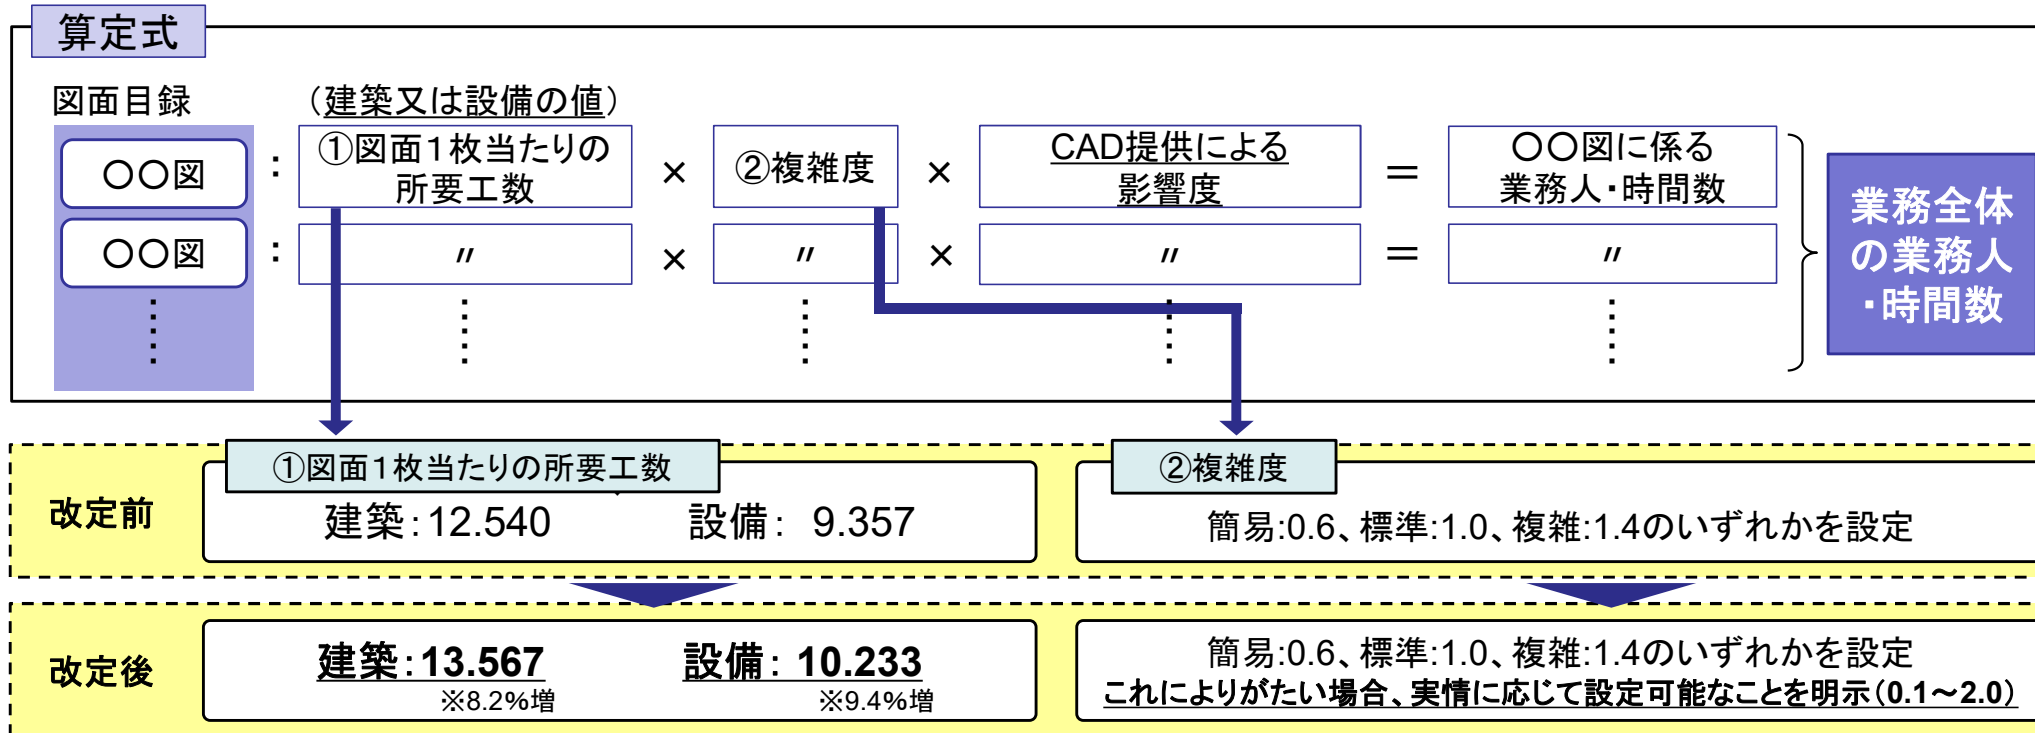 算定式
図面目録
（建築又は設備の値）
〇〇図
：
①図面１枚当たりの
所要工数
×
②複雑度
×
CAD提供による
影響度
＝
〇〇図に係る
業務人・時間数
〇〇図
：
〃
×
〃
×
〃
＝
〃
業務全体
の業務人
・時間数
①図面１枚当たりの所要工数
②複雑度
改定前
建築：12.540
設備： 9.357
簡易:0.6、標準:1.0、複雑:1.4のいずれかを設定
改定後
建築：13.567
※8.2%増
設備： 10.233
※9.4%増
簡易:0.6、標準:1.0、複雑:1.4のいずれかを設定
これによりがたい場合、実情に応じて設定可能なことを明示（0.1～2.0）